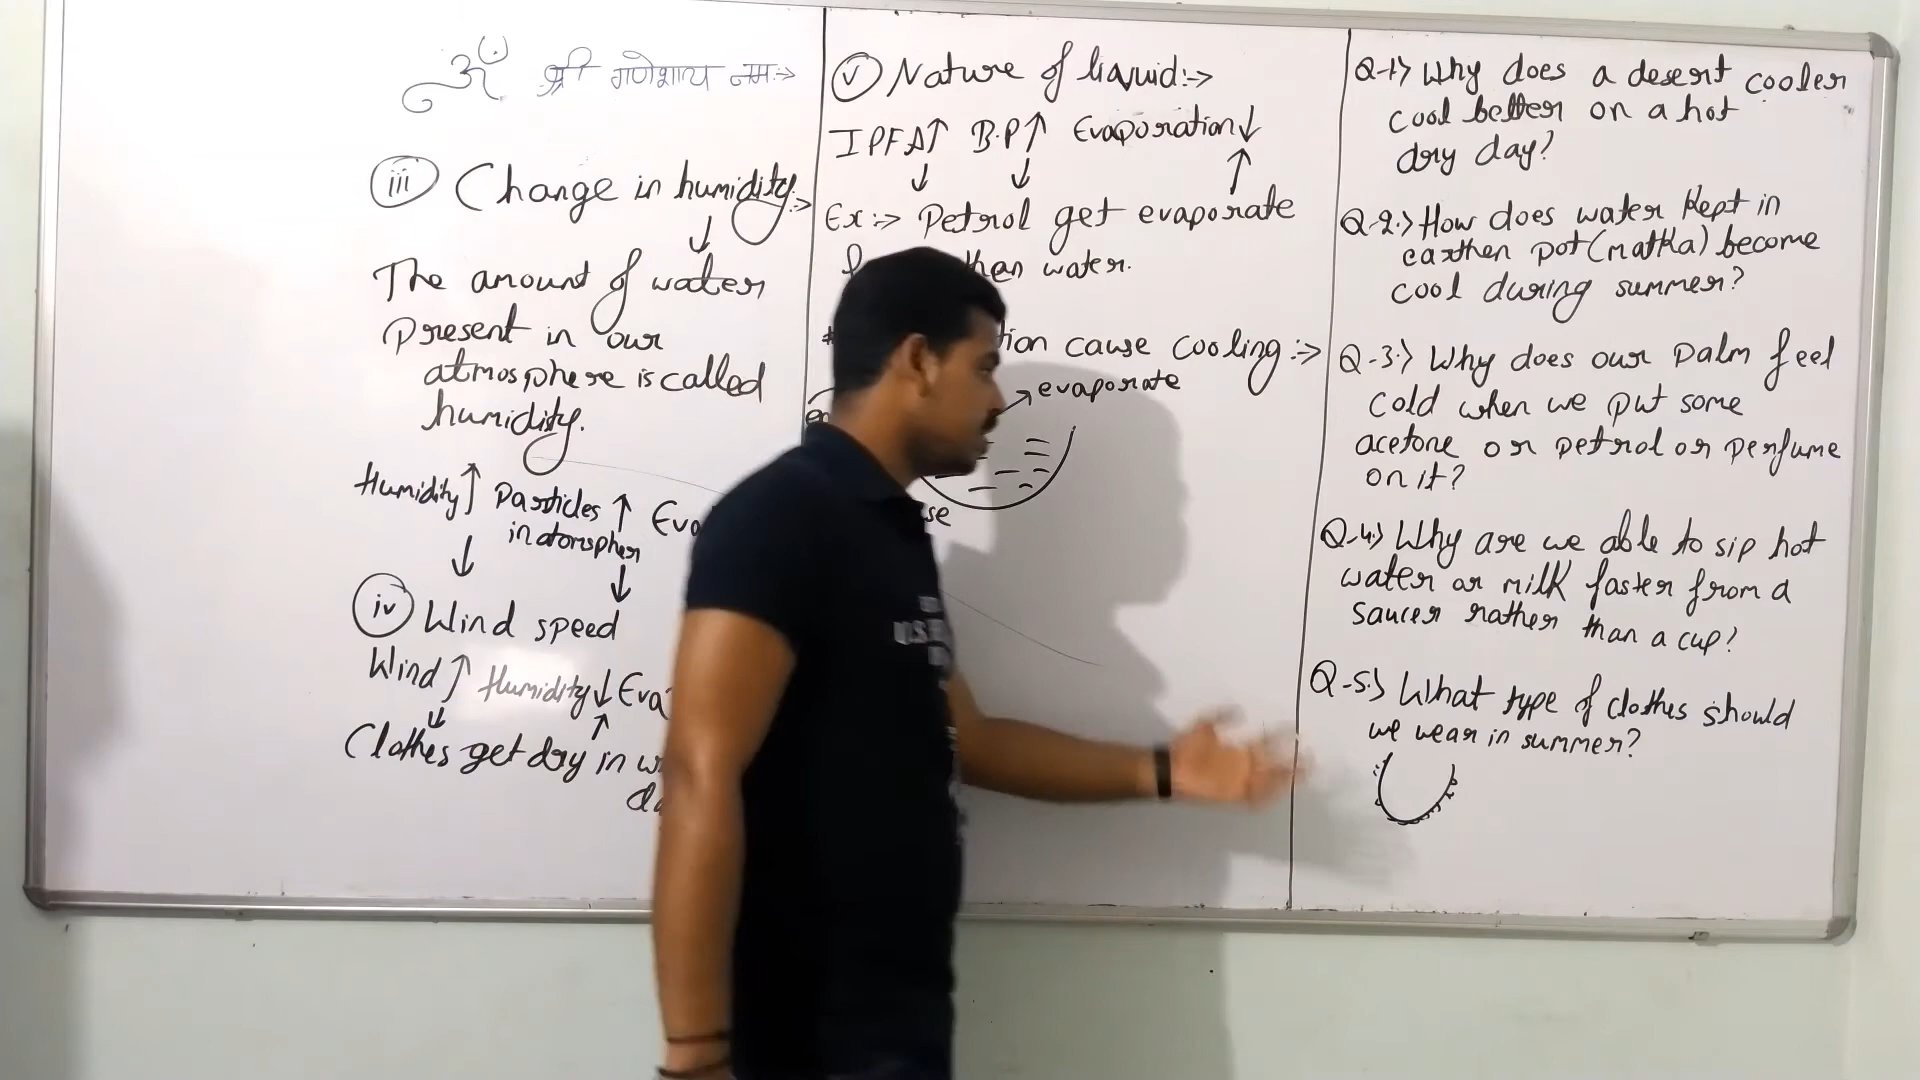 ॐ श्री गणेशाय नमः:->
iii Change in humidity:->
The amount of water
present in our
atmosphere is called
humidity.
Humidity↑ Particles ↑
in atomspher
iv Wind speed
Wind↑ Humidity↓ Eva
Clothes get dry in
v Nature of liquid:->
IPFA↑ B.P↑ Evaporation↓
Ex:-> Petrol get evaporate
than water.
cause cooling:->
evaporate
Q-1> Why does a desert cooler
cool better on a hot
dry day?
Q-2.> How does water kept in
earthen pot (matka) become
cool during summer?
Q-3.> Why does our palm feel
cold when we put some
acetone or petrol or perfume
on it?
Q-4.> Why are we able to sip hot
water or milk faster from a
saucer rather than a cup?
Q-5.> What type of clothes should
we wear in summer?